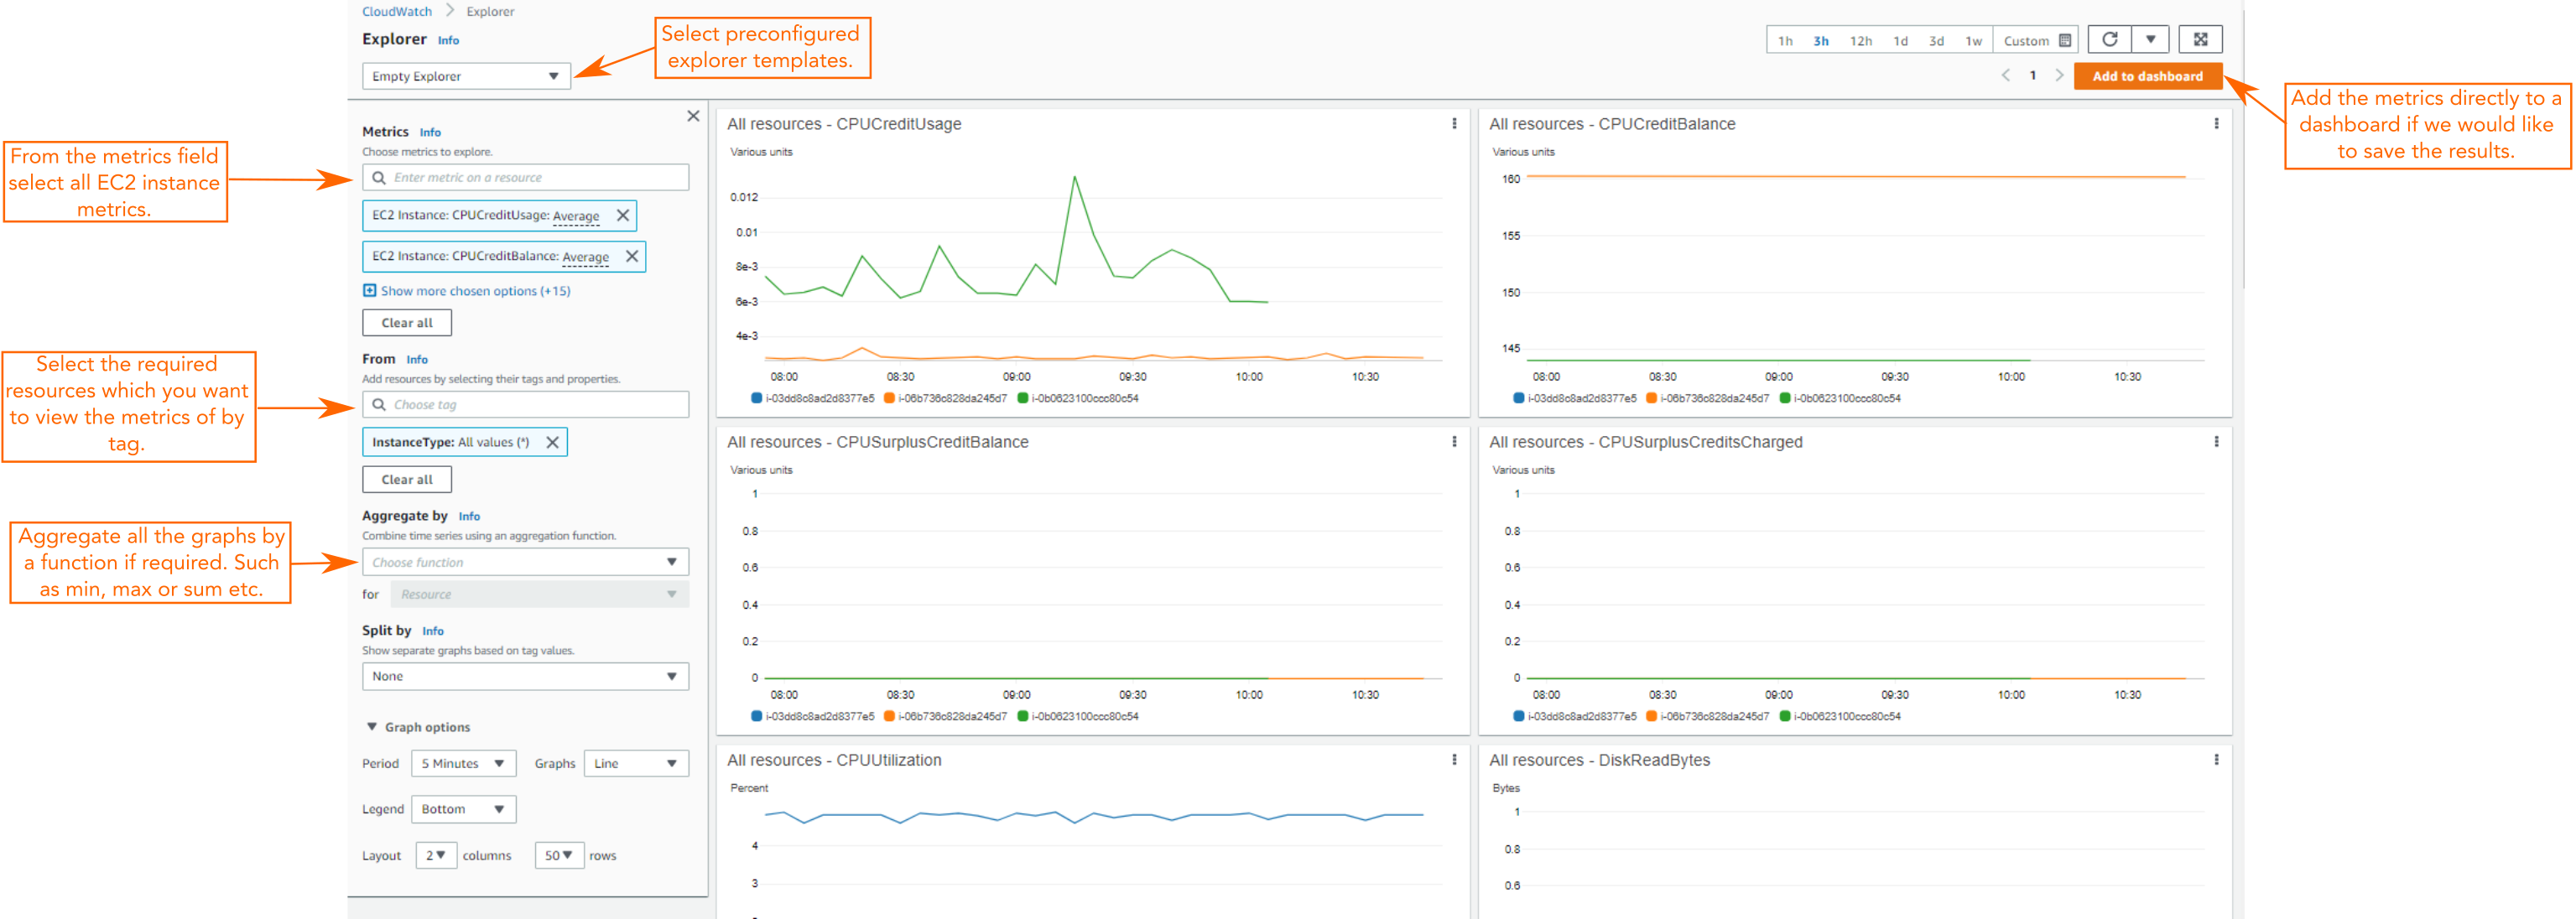 CloudWatch > Explorer
Explorer Info
Empty Explorer
Select preconfigured
explorer templates.
1h 3h 12h 1d 3d 1w Custom
< 1 > Add to dashboard
Add the metrics directly to a
dashboard if we would like
to save the results.
From the metrics field
select all EC2 instance
metrics.
Select the required
resources which you want
to view the metrics of by
tag.
Aggregate all the graphs by
a function if required. Such
as min, max or sum etc.
Metrics Info
Choose metrics to explore.
Enter metric on a resource
EC2 Instance: CPUCreditUsage: Average
EC2 Instance: CPUCreditBalance: Average
Show more chosen options (+15)
Clear all
From Info
Add resources by selecting their tags and properties.
Choose tag
InstanceType: All values (*)
Clear all
Aggregate by Info
Combine time series using an aggregation function.
Choose function
for Resource
Split by Info
Show separate graphs based on tag values.
None
Graph options
Period 5 Minutes Graphs Line
Legend Bottom
Layout 2 columns 50 rows
All resources - CPUCreditUsage
Various units
0.012
0.01
8e-3
6e-3
4e-3
08:00 08:30 09:00 09:30 10:00 10:30
i-03dd8c8ad2d8377e5 i-06b736c828da245d7 i-0b0623100ccc80c54
All resources - CPUCreditBalance
Various units
160
155
150
145
08:00 08:30 09:00 09:30 10:00 10:30
i-03dd8c8ad2d8377e5 i-06b736c828da245d7 i-0b0623100ccc80c54
All resources - CPUSurplusCreditBalance
Various units
1
0.8
0.6
0.4
0.2
0
08:00 08:30 09:00 09:30 10:00 10:30
i-03dd8c8ad2d8377e5 i-06b736c828da245d7 i-0b0623100ccc80c54
All resources - CPUSurplusCreditsCharged
Various units
1
0.8
0.6
0.4
0.2
0
08:00 08:30 09:00 09:30 10:00 10:30
i-03dd8c8ad2d8377e5 i-06b736c828da245d7 i-0b0623100ccc80c54
All resources - CPUUtilization
Percent
4
3
All resources - DiskReadBytes
Bytes
1
0.8
0.6